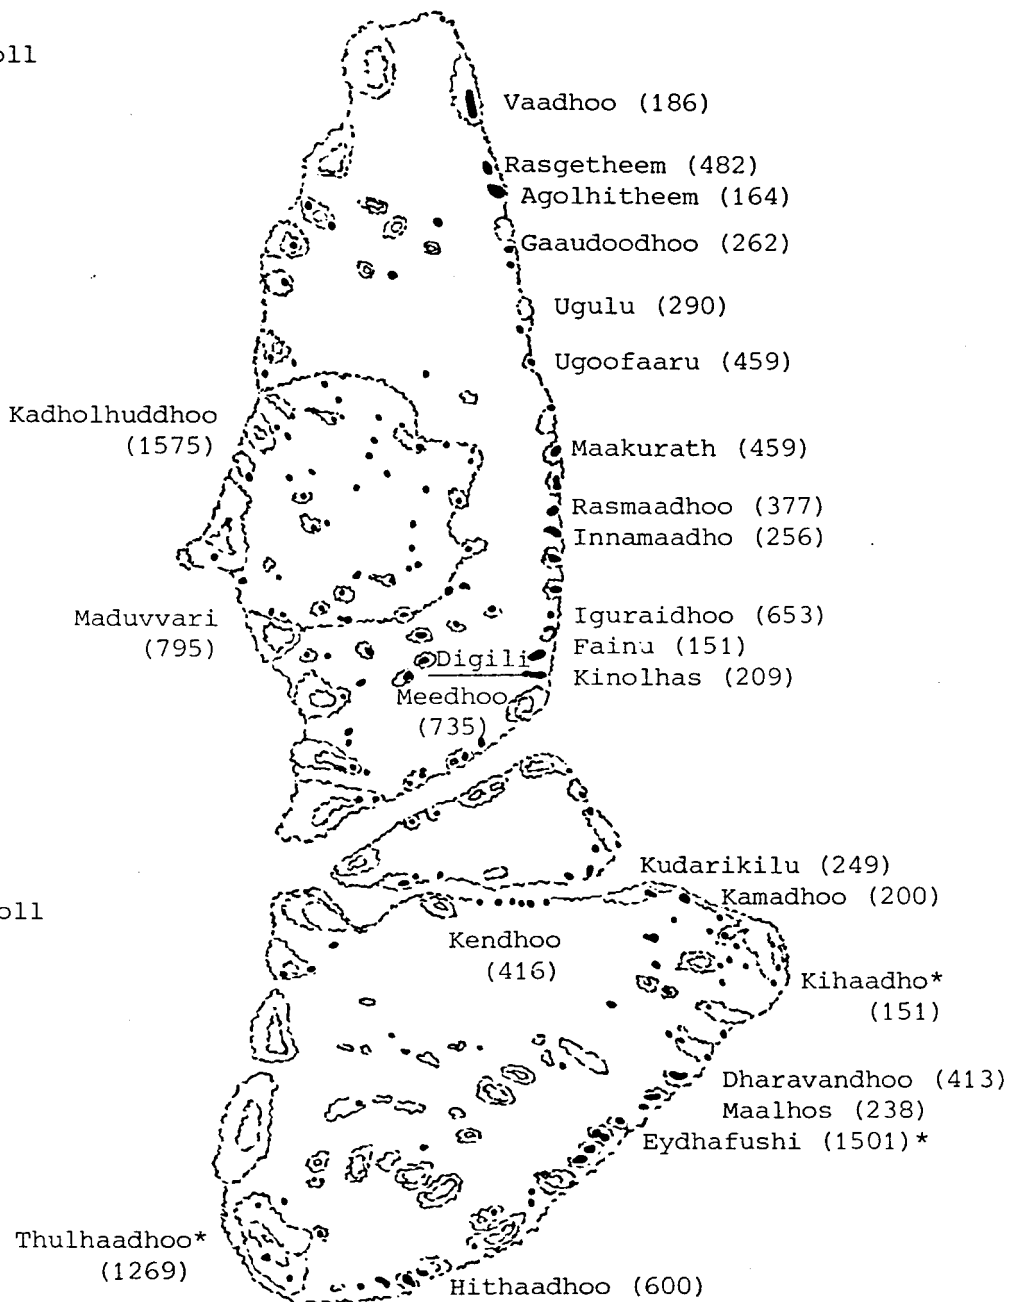 oll
Vaadhoo (186)
Rasgetheem (482)
Agolhitheem (164)
Gaaudoodhoo (262)
Ugulu (290)
Ugoofaaru (459)
Kadholhuddhoo
(1575)
Maakurath (459)
Rasmaadhoo (377)
Innamaadho (256)
Maduvvari
(795)
Iguraidhoo (653)
Fainu (151)
Digili
Kinolhas (209)
Meedhoo
(735)
Kudarikilu (249)
Kamadhoo (200)
oll
Kendhoo
(416)
Kihaadho*
(151)
Dharavandhoo (413)
Maalhos (238)
Eydhafushi (1501)*
Thulhaadhoo*
(1269)
Hithaadhoo (600)